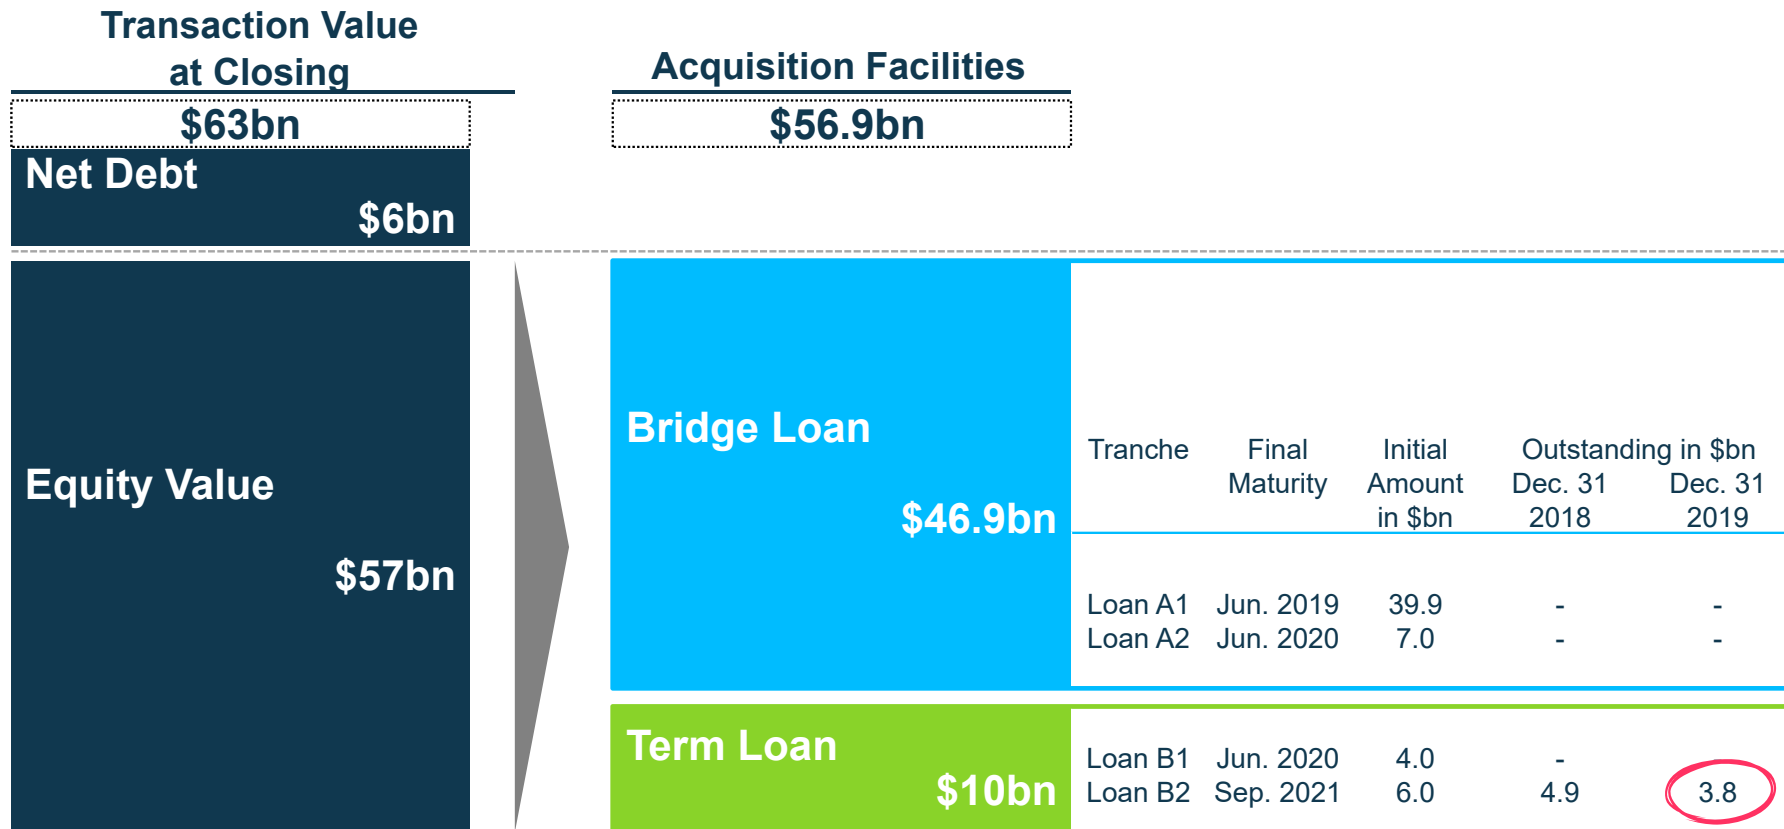 Transaction Value
at Closing
$63bn
Net Debt
$6bn
Equity Value
$57bn
Acquisition Facilities
$56.9bn
Bridge Loan
$46.9bn
Tranche Final Initial Outstanding in $bn
Maturity Amount Dec. 31 Dec. 31
in $bn 2018 2019
Loan A1 Jun. 2019 39.9 - -
Loan A2 Jun. 2020 7.0 - -
Term Loan
$10bn
Loan B1 Jun. 2020 4.0 -
Loan B2 Sep. 2021 6.0 4.9 3.8